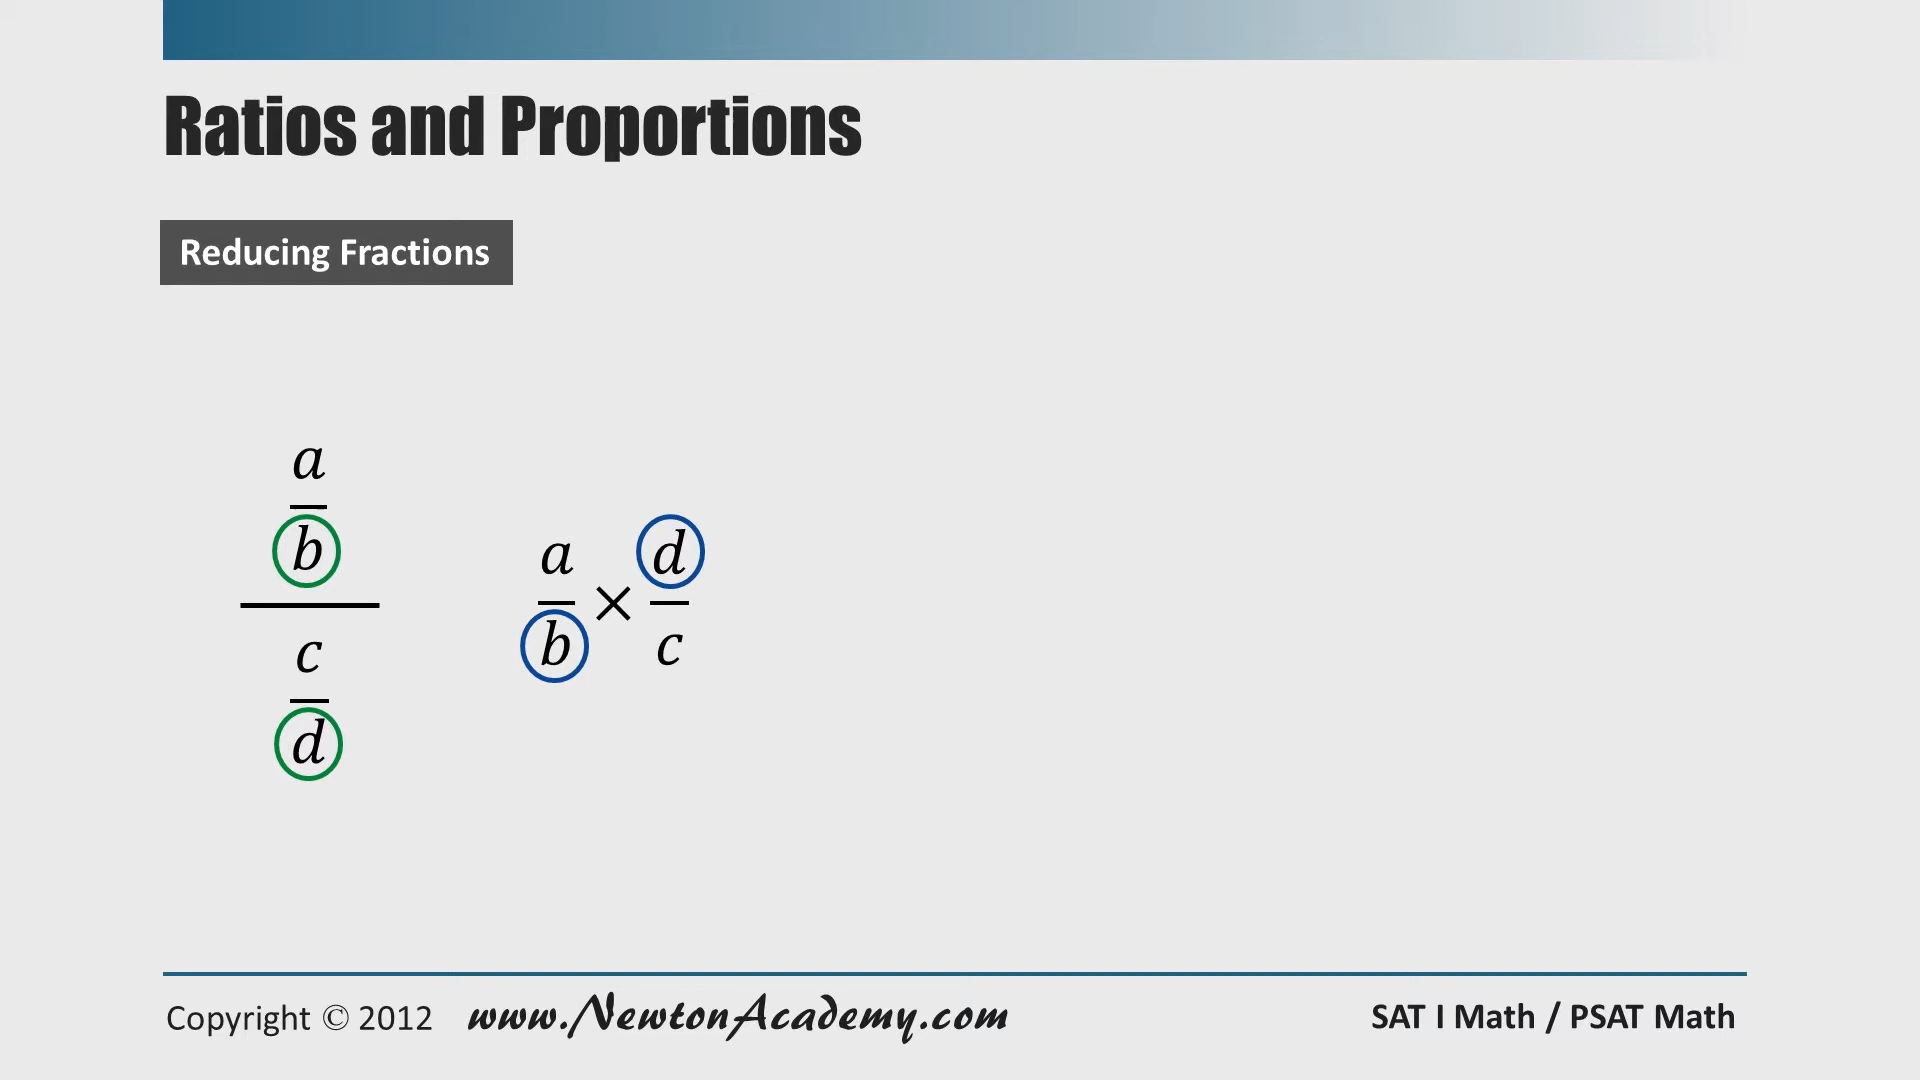 Ratios and Proportions
Reducing Fractions
a
b
c
d
a d
×
b c
Copyright © 2012 www.NewtonAcademy.com SAT I Math / PSAT Math